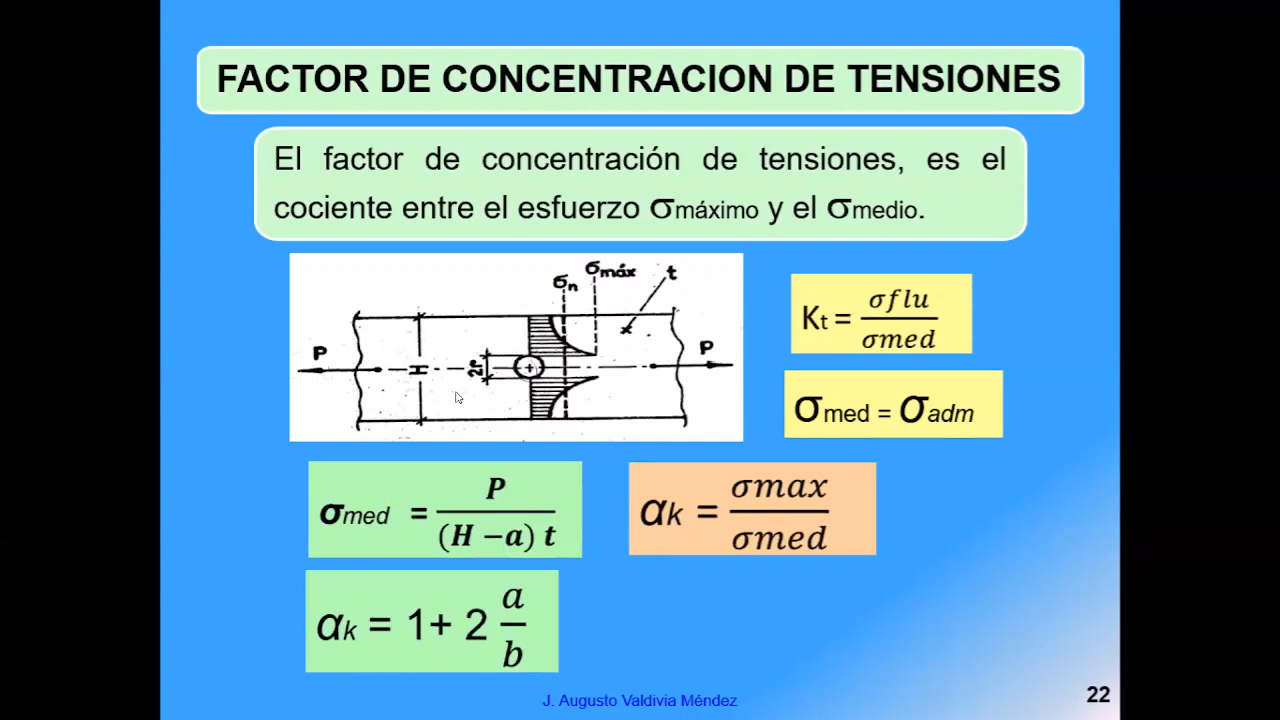 FACTOR DE CONCENTRACION DE TENSIONES
El factor de concentración de tensiones, es el
cociente entre el esfuerzo σmáximo y el σmedio.
σn σmáx t
P H 2r P
Kt = σflu / σmed
σmed = σadm
σmed = P / (H −a) t
αk = σmax / σmed
αk = 1+ 2 a / b
J. Augusto Valdivia Méndez
22